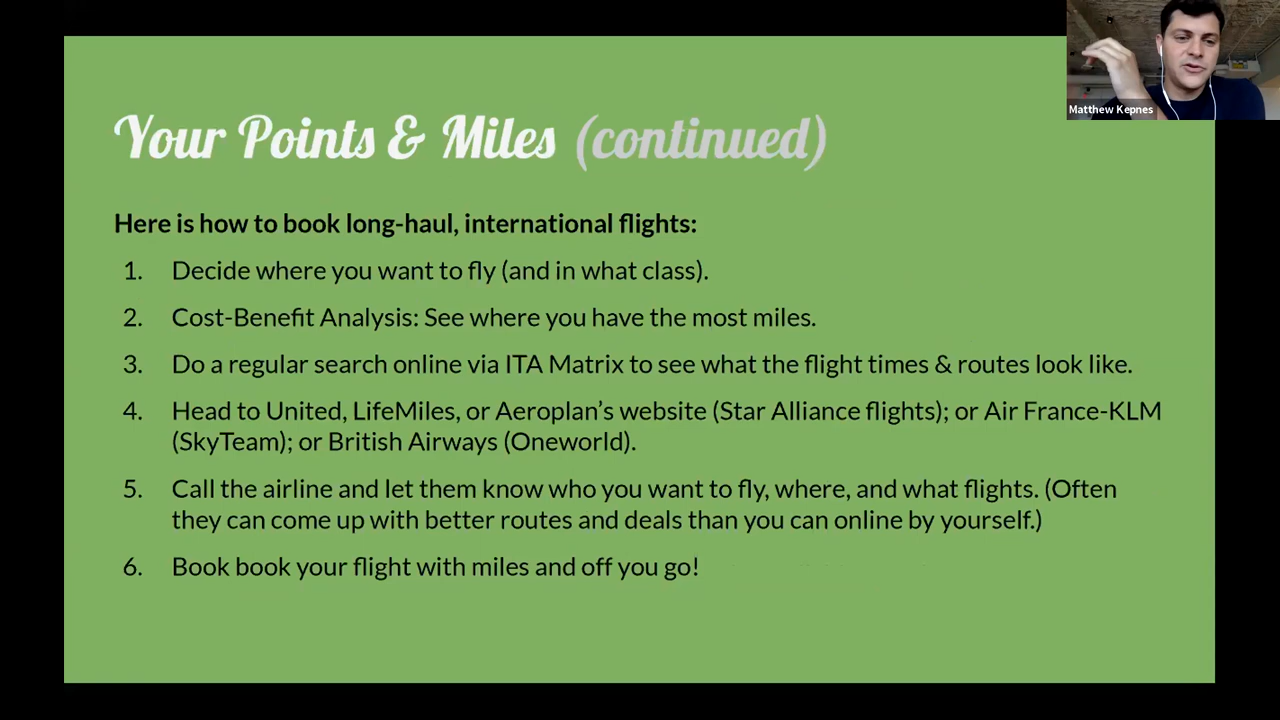 Matthew Kepnes
Your Points & Miles (continued)
Here is how to book long-haul, international flights:
1. Decide where you want to fly (and in what class).
2. Cost-Benefit Analysis: See where you have the most miles.
3. Do a regular search online via ITA Matrix to see what the flight times & routes look like.
4. Head to United, LifeMiles, or Aeroplan’s website (Star Alliance flights); or Air France-KLM
(SkyTeam); or British Airways (Oneworld).
5. Call the airline and let them know who you want to fly, where, and what flights. (Often
they can come up with better routes and deals than you can online by yourself.)
6. Book book your flight with miles and off you go!